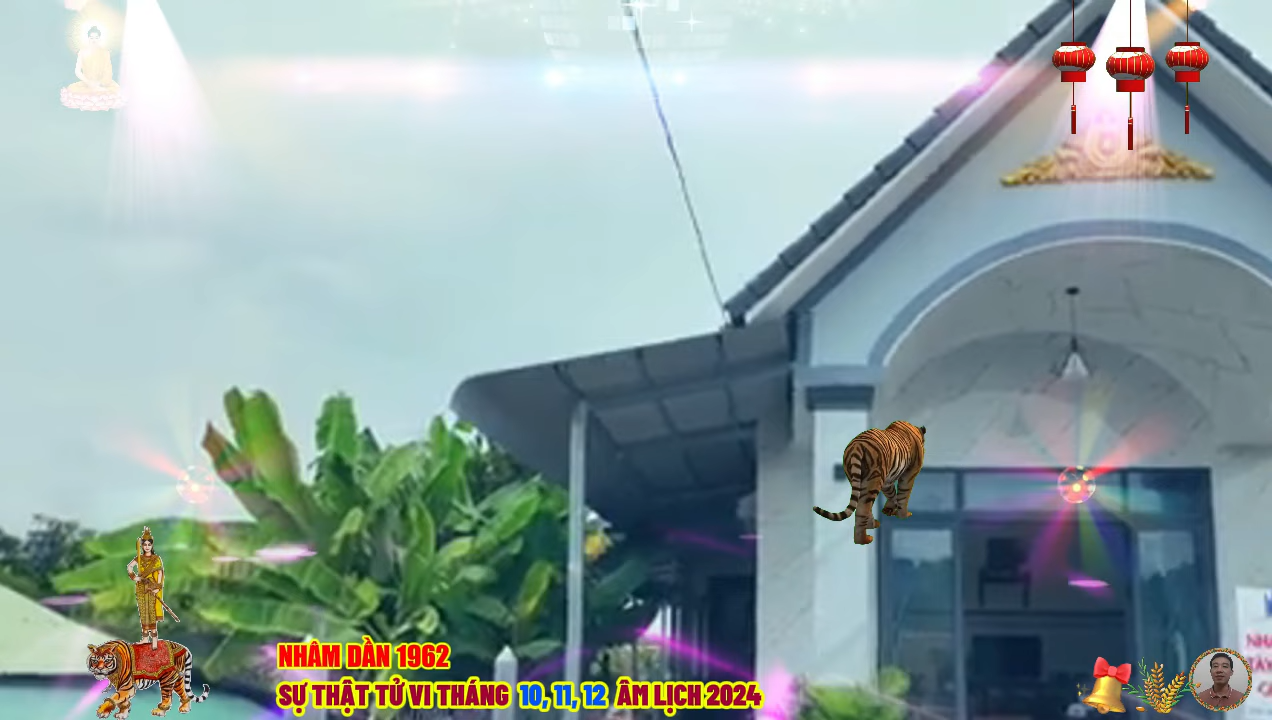 NHÂM DẦN 1962
SỰ THẬT TỬ VI THÁNG 10, 11, 12 ÂM LỊCH 2024